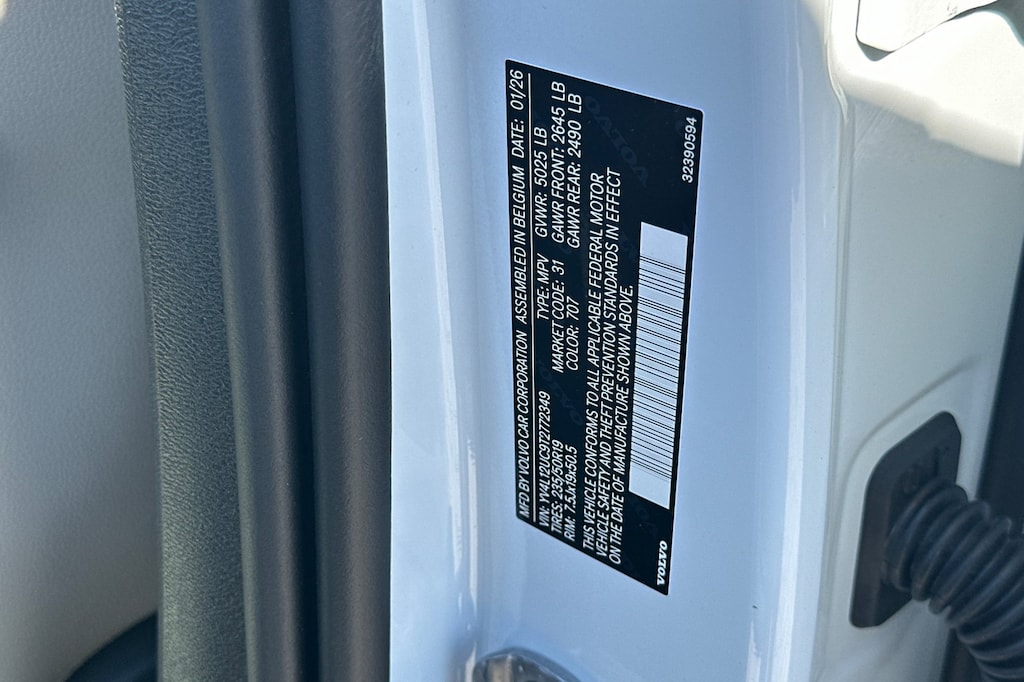 MFD BY VOLVO CAR CORPORATION ASSEMBLED IN BELGIUM DATE: 01/26
VIN: YV4L12UC9T2772349 TYPE: MPV GVWR: 5025 LB
TIRES: 235/50R19 MARKET CODE: 31 GAWR FRONT: 2645 LB
RIM: 7.5Jx19x50.5 COLOR: 707 GAWR REAR: 2490 LB
THIS VEHICLE CONFORMS TO ALL APPLICABLE FEDERAL MOTOR
VEHICLE SAFETY AND THEFT PREVENTION STANDARDS IN EFFECT
ON THE DATE OF MANUFACTURE SHOWN ABOVE.
VOLVO 32390594